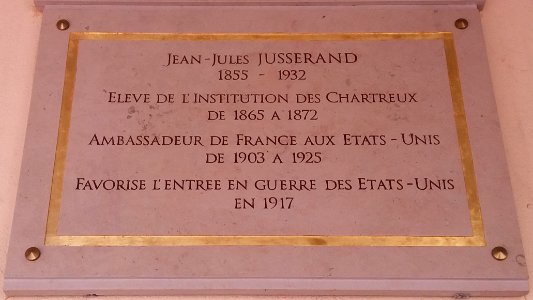 JEAN-JULES JUSSERAND
1855 - 1932
ELEVE DE L'INSTITUTION DES CHARTREUX
DE 1865 A 1872
AMBASSADEUR DE FRANCE AUX ETATS-UNIS
DE 1903 A 1925
FAVORISE L'ENTREE EN GUERRE DES ETATS-UNIS
EN 1917